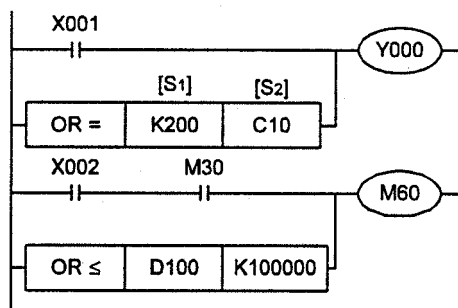 X001
Y000
[S1] [S2]
OR = K200 C10
X002 M30
M60
OR ≤ D100 K100000